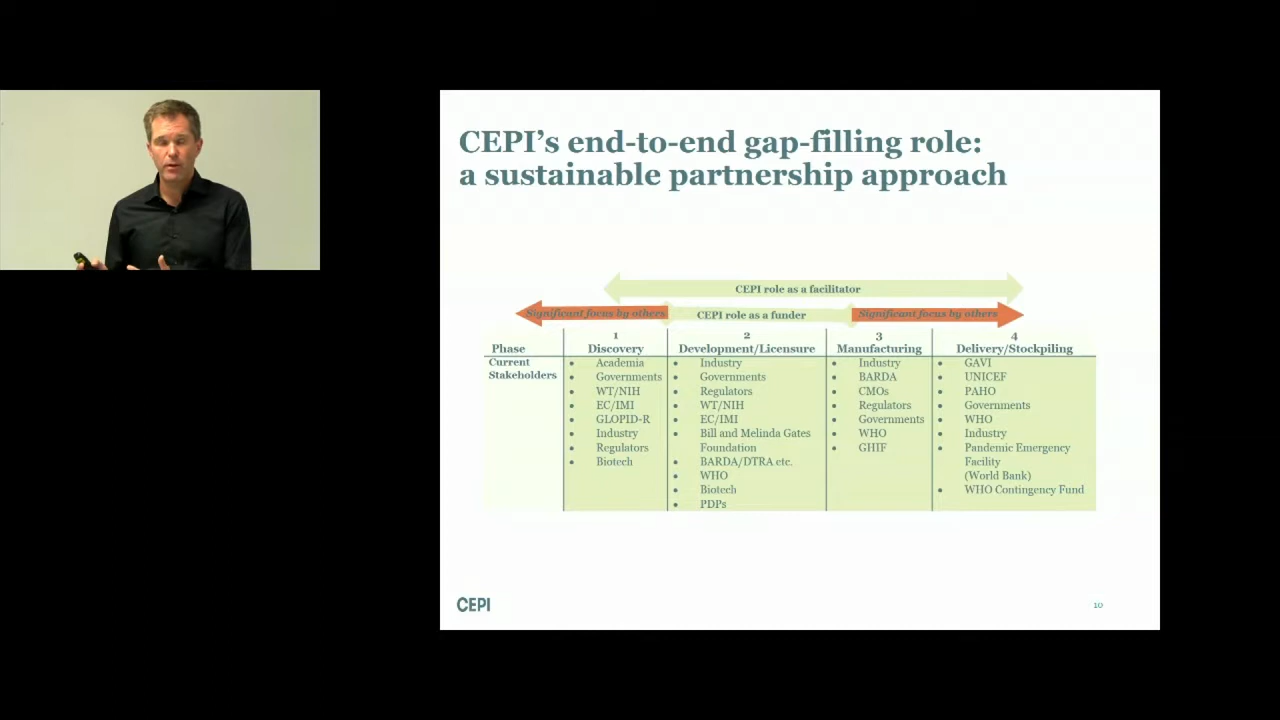 CEPI’s end-to-end gap-filling role:
a sustainable partnership approach
CEPI role as a facilitator
Significant focus by others
CEPI role as a funder
Significant focus by others
Phase
1
Discovery
2
Development/Licensure
3
Manufacturing
4
Delivery/Stockpiling
Current
Stakeholders
• Academia
• Governments
• WT/NIH
• EC/IMI
• GLOPID-R
• Industry
• Regulators
• Biotech
• Industry
• Governments
• Regulators
• WT/NIH
• EC/IMI
• Bill and Melinda Gates
Foundation
• BARDA/DTRA etc.
• WHO
• Biotech
• PDPs
• Industry
• BARDA
• CMOs
• Regulators
• Governments
• WHO
• GHIF
• GAVI
• UNICEF
• PAHO
• Governments
• WHO
• Industry
• Pandemic Emergency
Facility
(World Bank)
• WHO Contingency Fund
CEPI
10